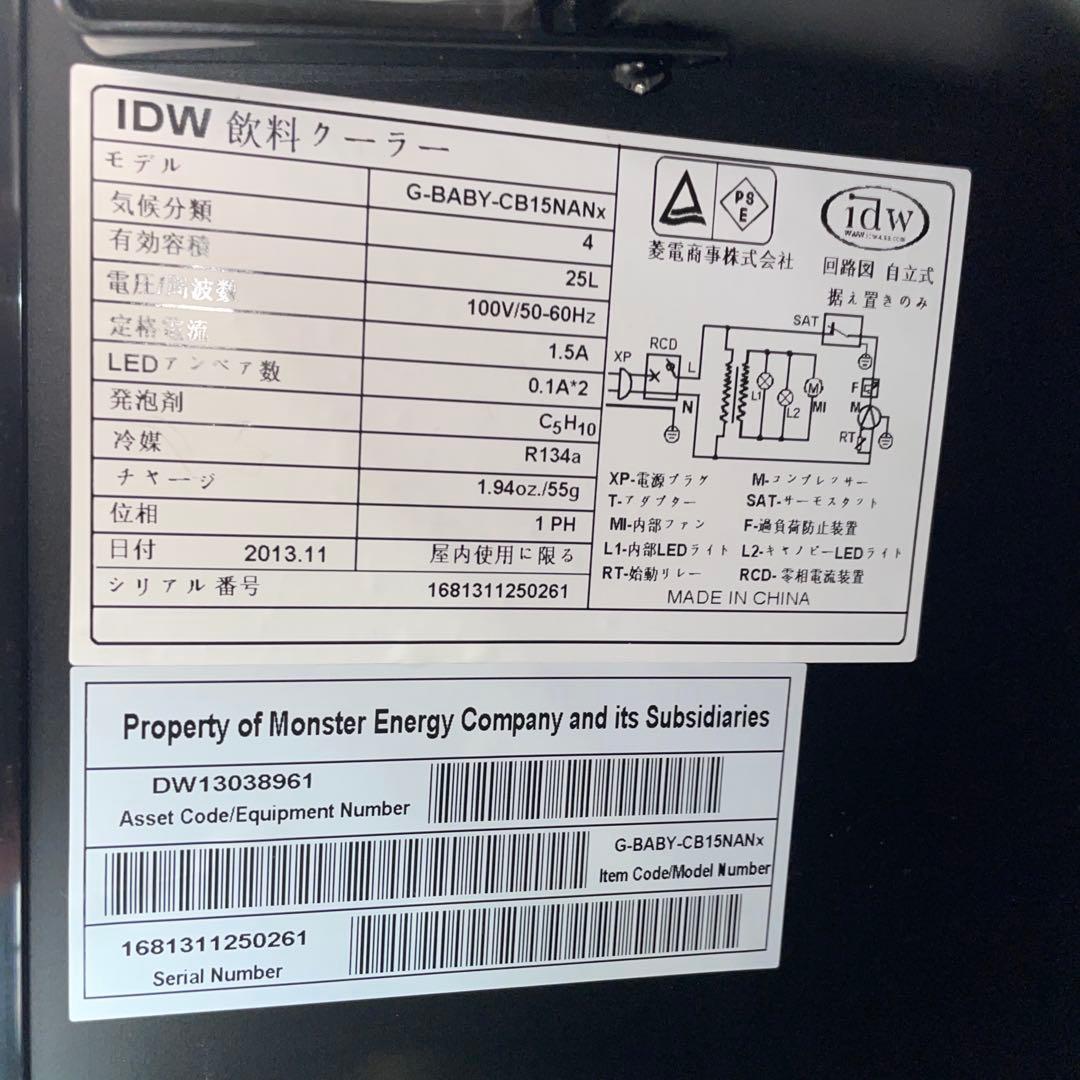 IDW 飲料クーラー
モデル G-BABY-CB15NANx
気候分類 4
有効容積 25L
電圧/周波数 100V/50-60Hz
定格電流 1.5A
LEDアンペア数 0.1A*2
発泡剤 C5H10
冷媒 R134a
チャージ 1.94oz./55g
位相 1 PH
日付 2013.11 屋内使用に限る
シリアル番号 1681311250261
PS
E
菱電商事株式会社
idw
回路図 自立式
据え置きのみ
SAT
RCD
XP
L
N
L1
L2
M
MI
F
M
RT
XP-電源プラグ M-コンプレッサー
T-アダプター SAT-サーモスタット
MI-内部ファン F-過負荷防止装置
L1-内部LEDライト L2-キャノピーLEDライト
RT-始動リレー RCD-零相電流装置
MADE IN CHINA
Property of Monster Energy Company and its Subsidiaries
DW13038961
Asset Code/Equipment Number
G-BABY-CB15NANx
Item Code/Model Number
1681311250261
Serial Number